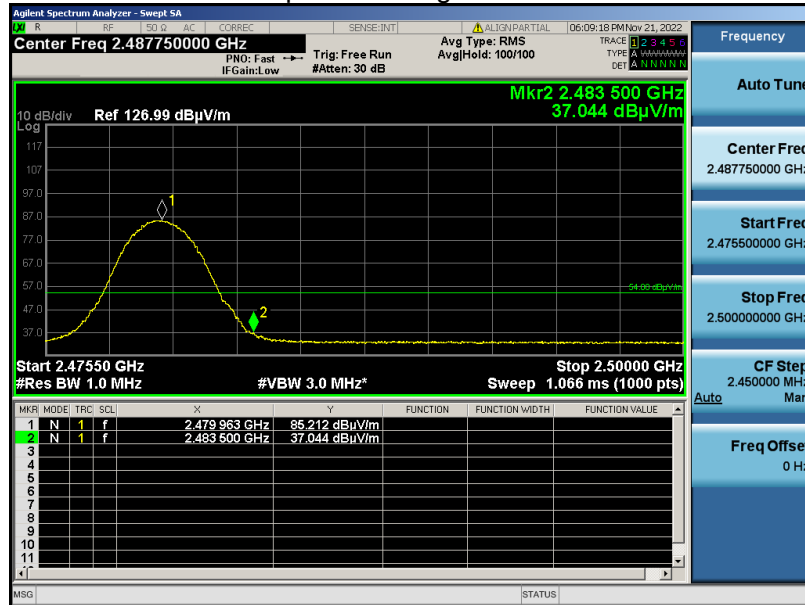 Agilent Spectrum Analyzer - Swept SA
LXI R RF 50 Ω AC CORREC SENSE:INT ALIGN PARTIAL 06:09:18 PM Nov 21, 2022
Center Freq 2.487750000 GHz
PNO: Fast
IFGain:Low
Trig: Free Run
#Atten: 30 dB
Avg Type: RMS
Avg|Hold: 100/100
TRACE 1 2 3 4 5 6
TYPE A WWWWW
DET A N N N N N
Mkr2 2.483 500 GHz
37.044 dBµV/m
10 dB/div Ref 126.99 dBµV/m
Log
117
107
97.0
87.0
77.0
67.0
57.0
47.0
37.0
1
2
54.00 dBµV/m
Start 2.47550 GHz Stop 2.50000 GHz
#Res BW 1.0 MHz #VBW 3.0 MHz* Sweep 1.066 ms (1000 pts)
MKR MODE TRC SCL X Y FUNCTION FUNCTION WIDTH FUNCTION VALUE
1 N 1 f 2.479 963 GHz 85.212 dBµV/m
2 N 1 f 2.483 500 GHz 37.044 dBµV/m
3
4
5
6
7
8
9
10
11
MSG STATUS
Frequency
Auto Tune
Center Freq
2.487750000 GHz
Start Freq
2.475500000 GHz
Stop Freq
2.500000000 GHz
CF Step
2.450000 MHz
Auto Man
Freq Offset
0 Hz